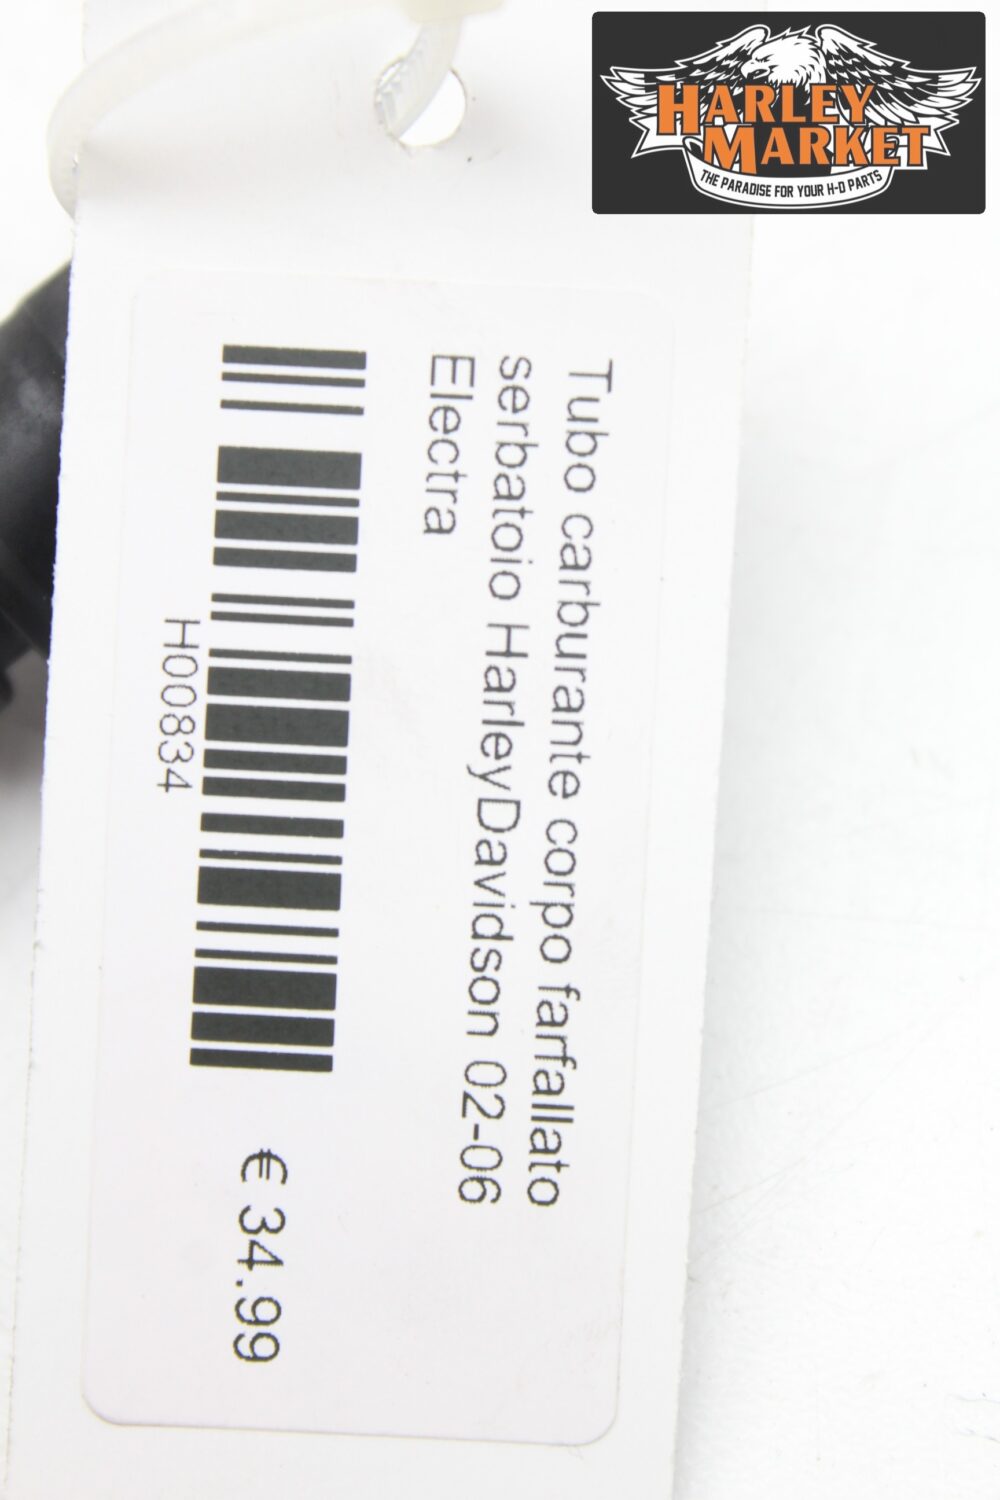 HARLEY
MARKET
THE PARADISE FOR YOUR H-D PARTS
Tubo carburante corpo farfallato
serbatoio HarleyDavidson 02-06
Electra
H00834
€ 34.99